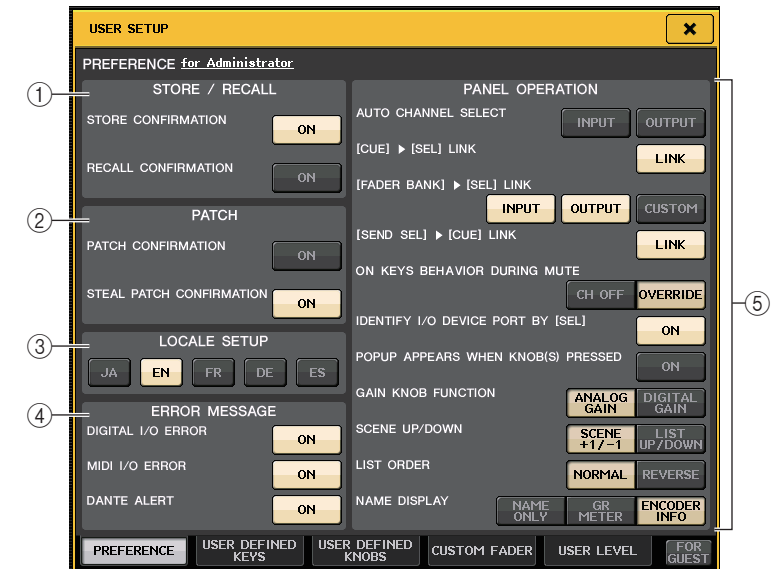 USER SETUP
PREFERENCE for Administrator
1
STORE / RECALL
STORE CONFIRMATION
ON
RECALL CONFIRMATION
ON
2
PATCH
PATCH CONFIRMATION
ON
STEAL PATCH CONFIRMATION
ON
3
LOCALE SETUP
JA EN FR DE ES
4
ERROR MESSAGE
DIGITAL I/O ERROR
ON
MIDI I/O ERROR
ON
DANTE ALERT
ON
5
PANEL OPERATION
AUTO CHANNEL SELECT
INPUT OUTPUT
[CUE] ▶ [SEL] LINK
LINK
[FADER BANK] ▶ [SEL] LINK
INPUT OUTPUT CUSTOM
[SEND SEL] ▶ [CUE] LINK
LINK
ON KEYS BEHAVIOR DURING MUTE
CH OFF OVERRIDE
IDENTIFY I/O DEVICE PORT BY [SEL]
ON
POPUP APPEARS WHEN KNOB(S) PRESSED
ON
GAIN KNOB FUNCTION
ANALOG GAIN
DIGITAL GAIN
SCENE UP/DOWN
SCENE +1/-1
LIST UP/DOWN
LIST ORDER
NORMAL REVERSE
NAME DISPLAY
NAME ONLY
GR METER
ENCODER INFO
PREFERENCE
USER DEFINED KEYS
USER DEFINED KNOBS
CUSTOM FADER
USER LEVEL
FOR GUEST